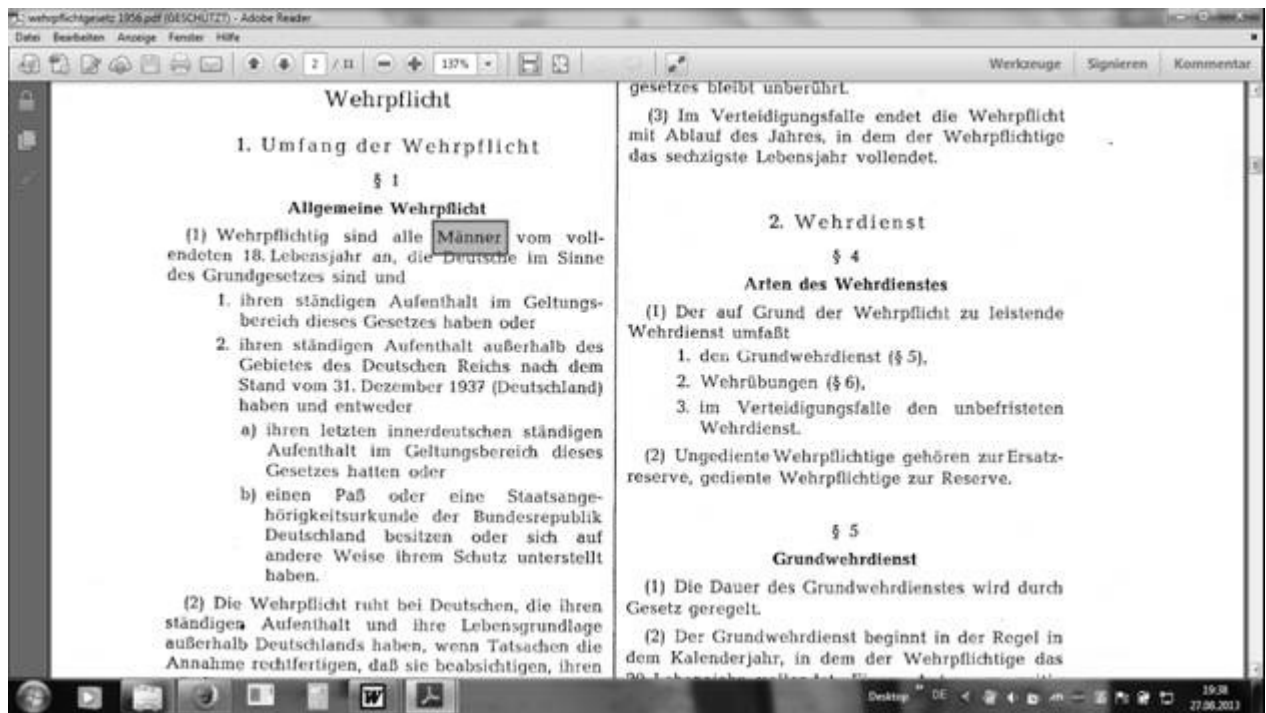 wehrpflichtgesetz 1956.pdf (GESCHÜTZT) - Adobe Reader
Datei Bearbeiten Anzeige Fenster Hilfe
2 / 11 137% Werkzeuge Signieren Kommentar
Wehrpflicht
1. Umfang der Wehrpflicht
§ 1
Allgemeine Wehrpflicht
(1) Wehrpflichtig sind alle Männer vom voll-
endeten 18. Lebensjahr an, die Deutsche im Sinne
des Grundgesetzes sind und
1. ihren ständigen Aufenthalt im Geltungs-
bereich dieses Gesetzes haben oder
2. ihren ständigen Aufenthalt außerhalb des
Gebietes des Deutschen Reichs nach dem
Stand vom 31. Dezember 1937 (Deutschland)
haben und entweder
a) ihren letzten innerdeutschen ständigen
Aufenthalt im Geltungsbereich dieses
Gesetzes hatten oder
b) einen Paß oder eine Staatsange-
hörigkeitsurkunde der Bundesrepublik
Deutschland besitzen oder sich auf
andere Weise ihrem Schutz unterstellt
haben.
(2) Die Wehrpflicht ruht bei Deutschen, die ihren
ständigen Aufenthalt und ihre Lebensgrundlage
außerhalb Deutschlands haben, wenn Tatsachen die
Annahme rechtfertigen, daß sie beabsichtigen, ihren
gesetzes bleibt unberührt.
(3) Im Verteidigungsfalle endet die Wehrpflicht
mit Ablauf des Jahres, in dem der Wehrpflichtige
das sechzigste Lebensjahr vollendet.
2. Wehrdienst
§ 4
Arten des Wehrdienstes
(1) Der auf Grund der Wehrpflicht zu leistende
Wehrdienst umfaßt
1. den Grundwehrdienst (§ 5),
2. Wehrübungen (§ 6),
3. im Verteidigungsfalle den unbefristeten
Wehrdienst.
(2) Ungediente Wehrpflichtige gehören zur Ersatz-
reserve, gediente Wehrpflichtige zur Reserve.
§ 5
Grundwehrdienst
(1) Die Dauer des Grundwehrdienstes wird durch
Gesetz geregelt.
(2) Der Grundwehrdienst beginnt in der Regel in
dem Kalenderjahr, in dem der Wehrpflichtige das
Desktop DE 19:38
27.08.2013